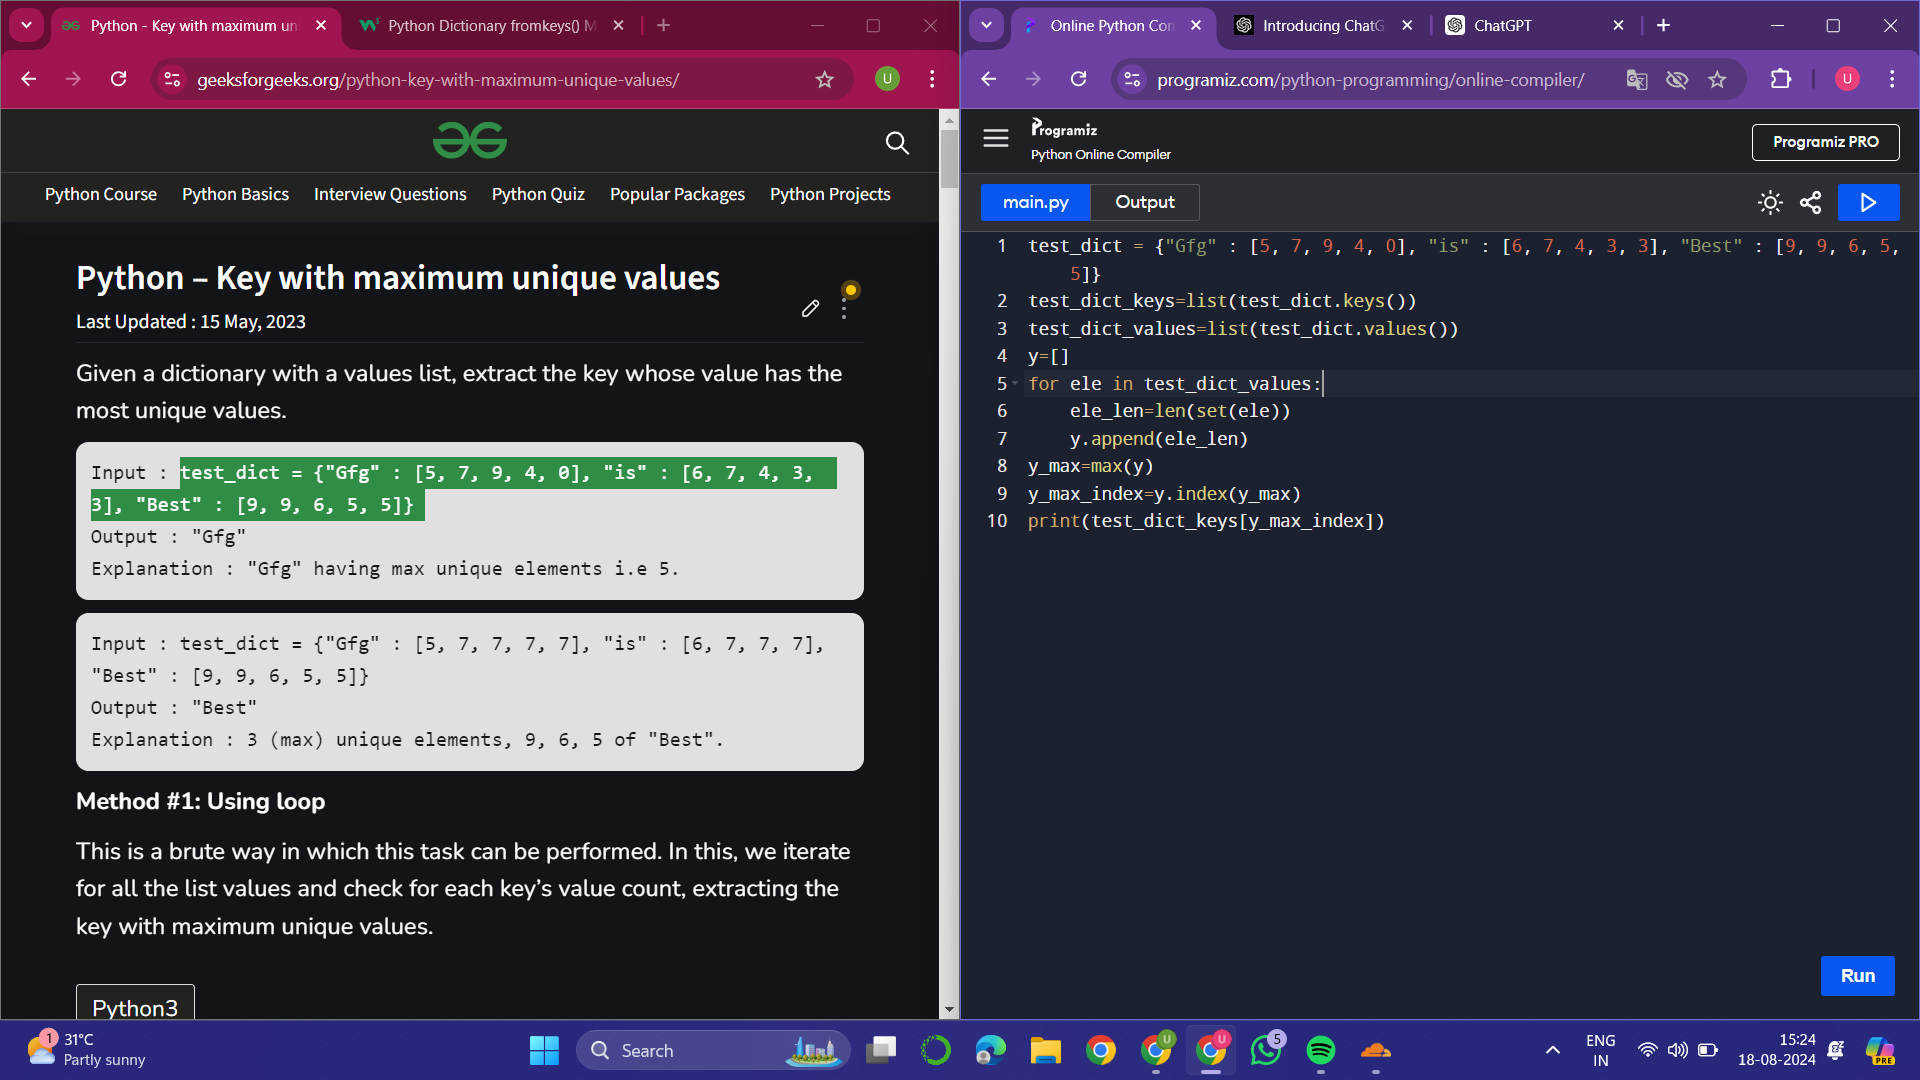 Python - Key with maximum un
Python Dictionary fromkeys() M
geeksforgeeks.org/python-key-with-maximum-unique-values/
U
Python Course Python Basics Interview Questions Python Quiz Popular Packages Python Projects
Python – Key with maximum unique values
Last Updated : 15 May, 2023
Given a dictionary with a values list, extract the key whose value has the
most unique values.
Input : test_dict = {"Gfg" : [5, 7, 9, 4, 0], "is" : [6, 7, 4, 3,
3], "Best" : [9, 9, 6, 5, 5]}
Output : "Gfg"
Explanation : "Gfg" having max unique elements i.e 5.
Input : test_dict = {"Gfg" : [5, 7, 7, 7, 7], "is" : [6, 7, 7, 7],
"Best" : [9, 9, 6, 5, 5]}
Output : "Best"
Explanation : 3 (max) unique elements, 9, 6, 5 of "Best".
Method #1: Using loop
This is a brute way in which this task can be performed. In this, we iterate
for all the list values and check for each key's value count, extracting the
key with maximum unique values.
Python3
Online Python Con
Introducing ChatG
ChatGPT
programiz.com/python-programming/online-compiler/
U
Programiz
Python Online Compiler
Programiz PRO
main.py Output
1 test_dict = {"Gfg" : [5, 7, 9, 4, 0], "is" : [6, 7, 4, 3, 3], "Best" : [9, 9, 6, 5,
5]}
2 test_dict_keys=list(test_dict.keys())
3 test_dict_values=list(test_dict.values())
4 y=[]
5 for ele in test_dict_values:
6 ele_len=len(set(ele))
7 y.append(ele_len)
8 y_max=max(y)
9 y_max_index=y.index(y_max)
10 print(test_dict_keys[y_max_index])
Run
1
31°C
Partly sunny
Search
U
U
5
ENG
IN
15:24
18-08-2024
PRE